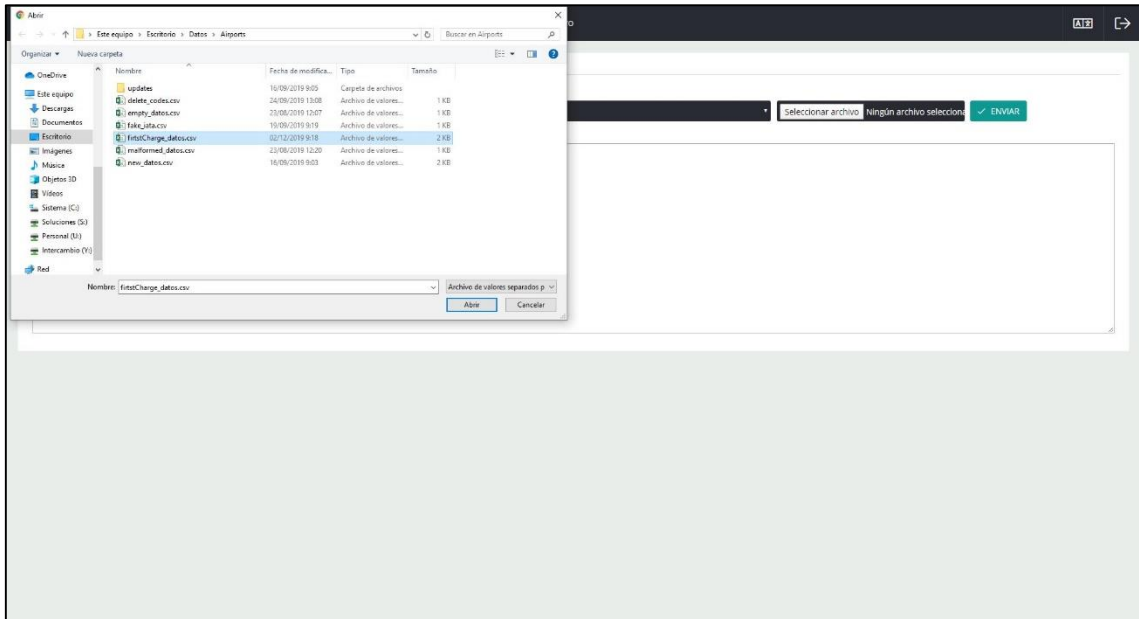 Abrir
Este equipo > Escritorio > Datos > Airports
Buscar en Airports
Organizar
Nueva carpeta
OneDrive
Este equipo
Descargas
Documentos
Escritorio
Imágenes
Música
Objetos 3D
Vídeos
Sistema (C:)
Soluciones (S:)
Personal (U:)
Intercambio (Y:)
Red
Nombre Fecha de modifica... Tipo Tamaño
updates 16/09/2019 9:05 Carpeta de archivos
delete_codes.csv 24/09/2019 13:08 Archivo de valores... 1 KB
empty_datos.csv 23/08/2019 12:07 Archivo de valores... 1 KB
fake_iata.csv 19/09/2019 9:19 Archivo de valores... 1 KB
firtstCharge_datos.csv 02/12/2019 9:18 Archivo de valores... 2 KB
malformed_datos.csv 23/08/2019 12:20 Archivo de valores... 1 KB
new_datos.csv 16/09/2019 9:03 Archivo de valores... 2 KB
Nombre: firtstCharge_datos.csv
Archivo de valores separados p
Abrir Cancelar
o
Seleccionar archivo Ningún archivo selecciona
ENVIAR